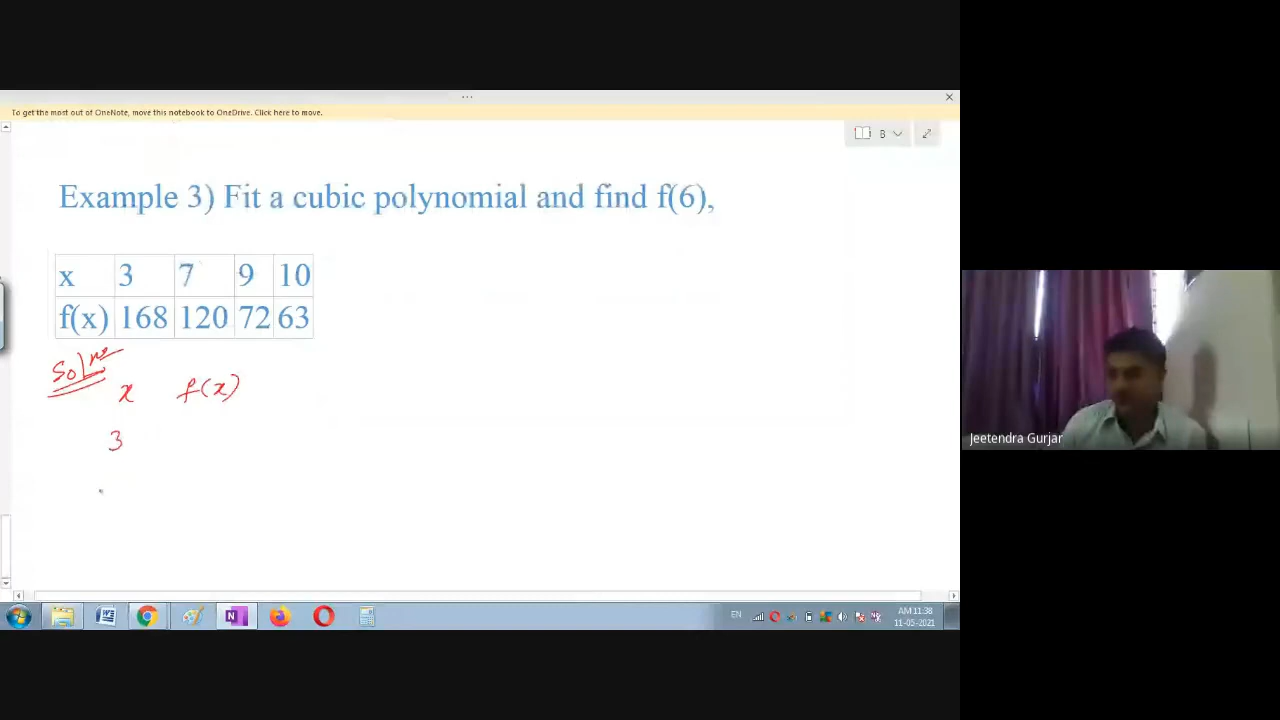 To get the most out of OneNote, move this notebook to OneDrive. Click here to move.
B
Example 3) Fit a cubic polynomial and find f(6),
x 3 7 9 10
f(x) 168 120 72 63
Solⁿ
x f(x)
3
Jeetendra Gurjar
EN
AM 11:38
11-05-2021